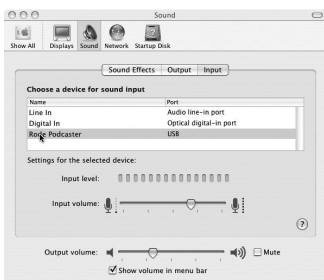 Sound
Show All Displays Sound Network Startup Disk
Sound Effects Output Input
Choose a device for sound input
Name Port
Line In Audio line-in port
Digital In Optical digital-in port
Rode Podcaster USB
Settings for the selected device:
Input level:
Input volume:
?
Output volume: Mute
Show volume in menu bar